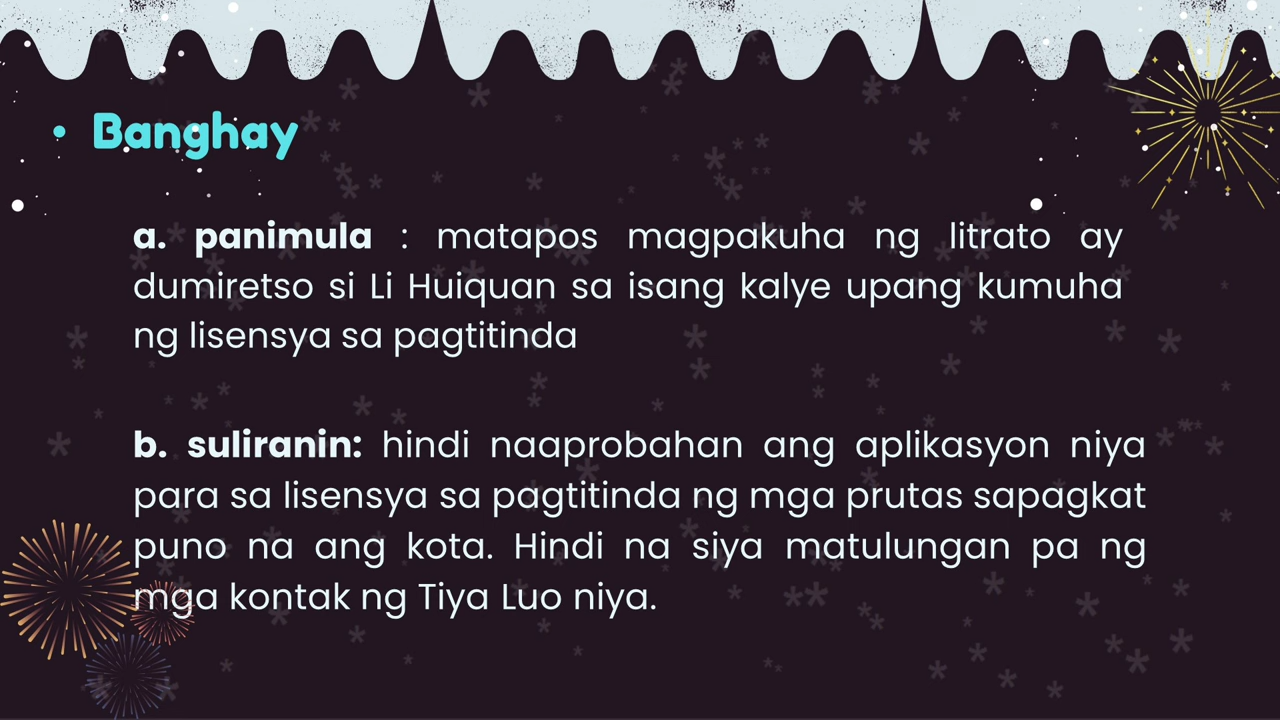 • Banghay
a. panimula : matapos magpakuha ng litrato ay
dumiretso si Li Huiquan sa isang kalye upang kumuha
ng lisensya sa pagtitinda
b. suliranin: hindi naaprobahan ang aplikasyon niya
para sa lisensya sa pagtitinda ng mga prutas sapagkat
puno na ang kota. Hindi na siya matulungan pa ng
mga kontak ng Tiya Luo niya.